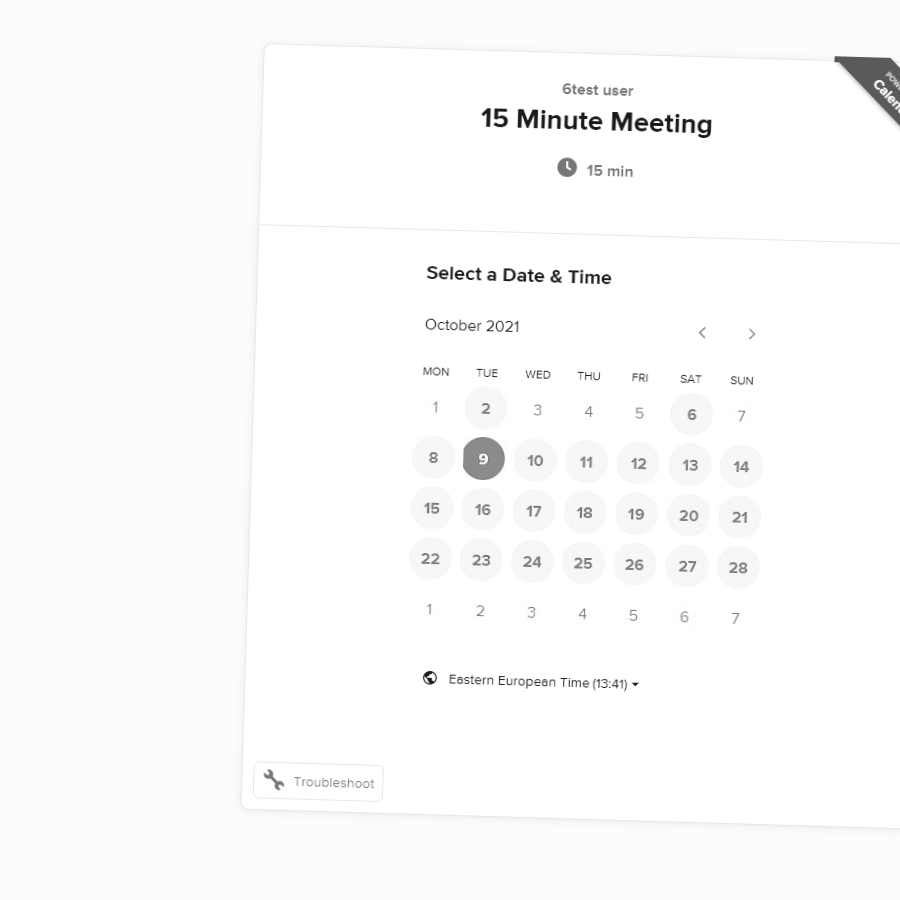 6test user
15 Minute Meeting
15 min
Select a Date & Time
October 2021
MON TUE WED THU FRI SAT SUN
1 2 3 4 5 6 7
8 9 10 11 12 13 14
15 16 17 18 19 20 21
22 23 24 25 26 27 28
1 2 3 4 5 6 7
Eastern European Time (13:41)
Troubleshoot